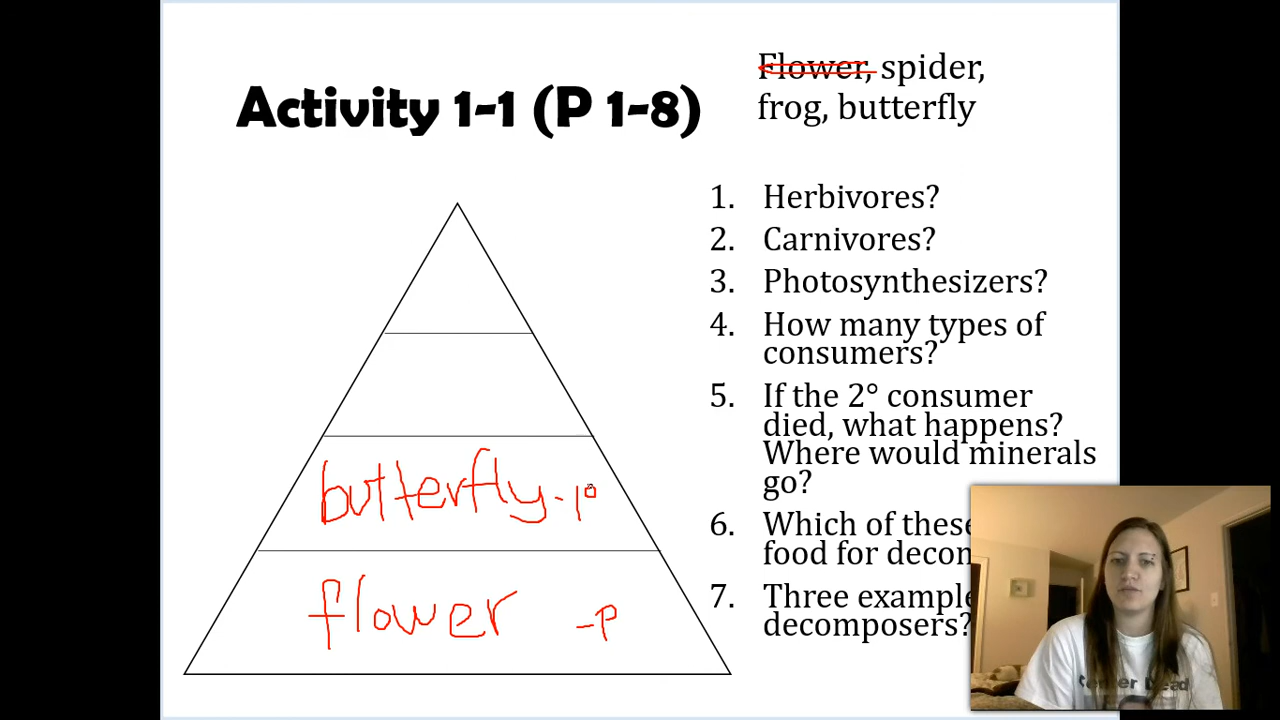 Activity 1-1 (P 1-8)
Flower, spider,
frog, butterfly
1. Herbivores?
2. Carnivores?
3. Photosynthesizers?
4. How many types of
consumers?
5. If the 2° consumer
died, what happens?
Where would minerals
go?
6. Which of these
food for decom
7. Three example
decomposers?
butterfly - 1°
flower - P